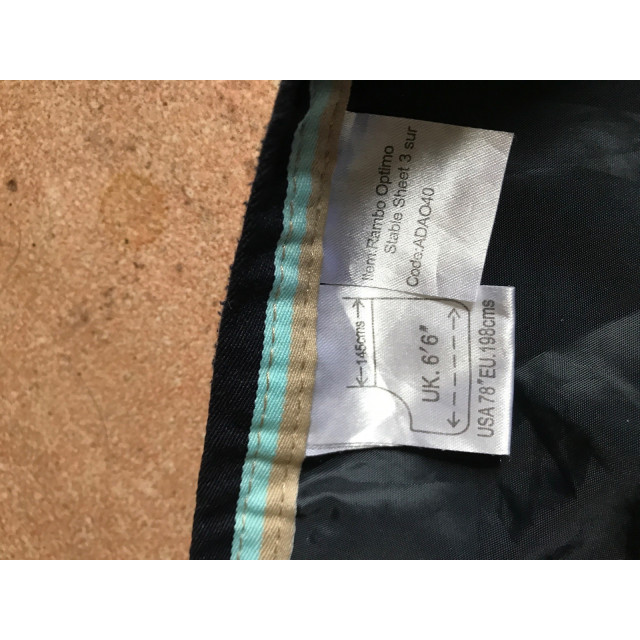 Item:Rambo Optimo
Stable Sheet 3 sur
Code:ADAO40
145cms
UK. 6'6"
USA 78"EU.198cms